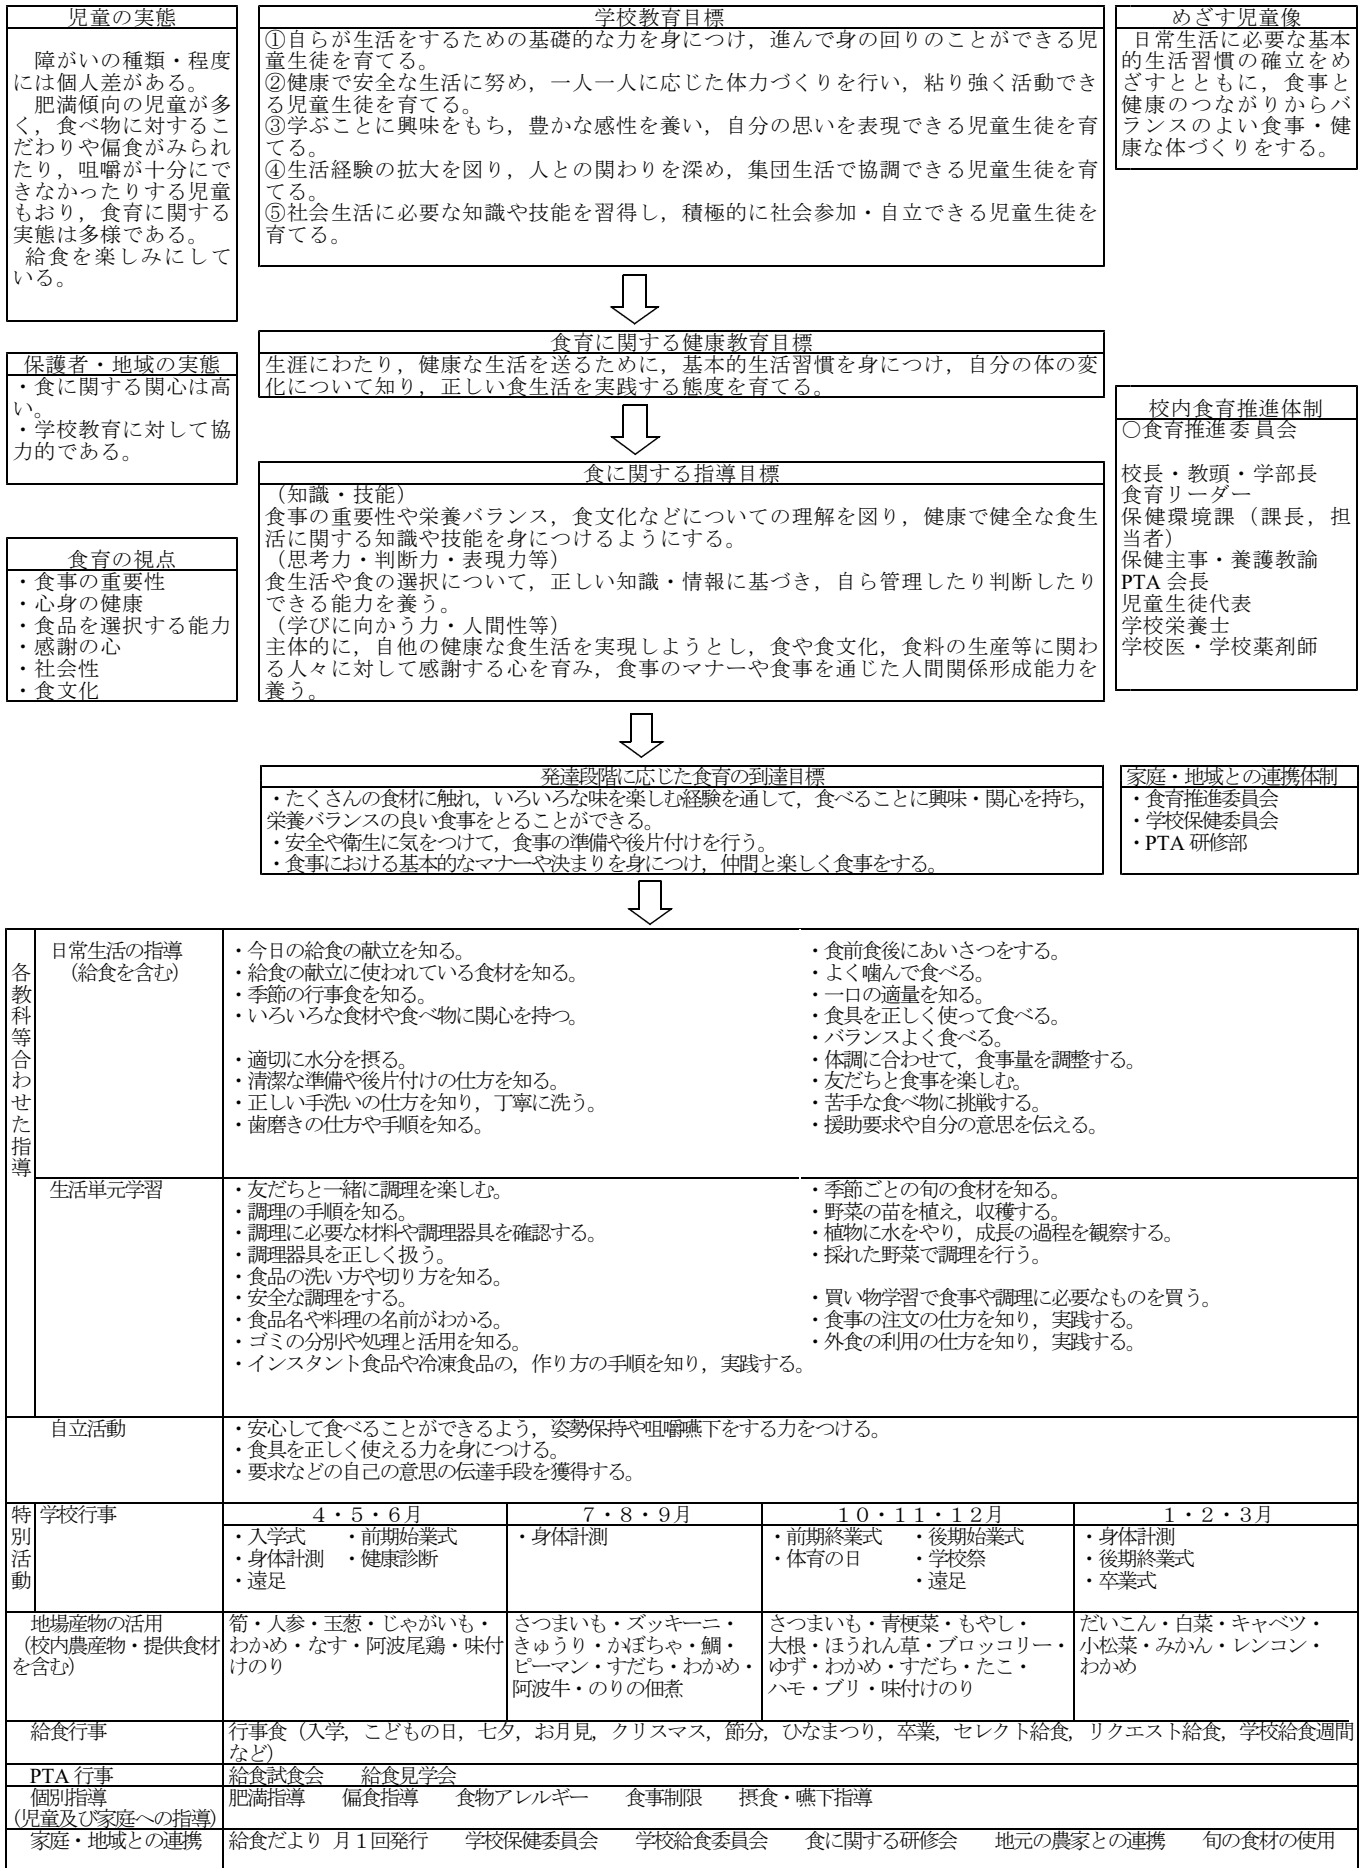 児童の実態
障がいの種類・程度
には個人差がある。
肥満傾向の児童が多
く，食べ物に対するこ
だわりや偏食がみられ
たり，咀嚼が十分にで
きなかったりする児童
もおり，食育に関する
実態は多様である。
給食を楽しみにして
いる。
学校教育目標
①自らが生活をするための基礎的な力を身につけ，進んで身の回りのことができる児
童生徒を育てる。
②健康で安全な生活に努め，一人一人に応じた体力づくりを行い，粘り強く活動でき
る児童生徒を育てる。
③学ぶことに興味をもち，豊かな感性を養い，自分の思いを表現できる児童生徒を育
てる。
④生活経験の拡大を図り，人との関わりを深め，集団生活で協調できる児童生徒を育
てる。
⑤社会生活に必要な知識や技能を習得し，積極的に社会参加・自立できる児童生徒を
育てる。
めざす児童像
日常生活に必要な基本
的生活習慣の確立をめ
ざすとともに，食事と
健康のつながりからバ
ランスのよい食事・健
康な体づくりをする。
保護者・地域の実態
・食に関する関心は高
い。
・学校教育に対して協
力的である。
食育に関する健康教育目標
生涯にわたり，健康な生活を送るために，基本的生活習慣を身につけ，自分の体の変
化について知り，正しい食生活を実践する態度を育てる。
食育の視点
・食事の重要性
・心身の健康
・食品を選択する能力
・感謝の心
・社会性
・食文化
食に関する指導目標
（知識・技能）
食事の重要性や栄養バランス，食文化などについての理解を図り，健康で健全な食生
活に関する知識や技能を身につけるようにする。
（思考力・判断力・表現力等）
食生活や食の選択について，正しい知識・情報に基づき，自ら管理したり判断したり
できる能力を養う。
（学びに向かう力・人間性等）
主体的に，自他の健康な食生活を実現しようとし，食や食文化，食料の生産等に関わ
る人々に対して感謝する心を育み，食事のマナーや食事を通じた人間関係形成能力を
養う。
校内食育推進体制
○食育推進委員会
校長・教頭・学部長
食育リーダー
保健環境課（課長，担
当者）
保健主事・養護教諭
PTA 会長
児童生徒代表
学校栄養士
学校医・学校薬剤師
発達段階に応じた食育の到達目標
・たくさんの食材に触れ，いろいろな味を楽しむ経験を通して，食べることに興味・関心を持ち，
栄養バランスの良い食事をとることができる。
・安全や衛生に気をつけて，食事の準備や後片付けを行う。
・食事における基本的なマナーや決まりを身につけ，仲間と楽しく食事をする。
家庭・地域との連携体制
・食育推進委員会
・学校保健委員会
・PTA 研修部
各教科等合わせた指導
日常生活の指導
（給食を含む）
・今日の給食の献立を知る。
・給食の献立に使われている食材を知る。
・季節の行事食を知る。
・いろいろな食材や食べ物に関心を持つ。
・適切に水分を摂る。
・清潔な準備や後片付けの仕方を知る。
・正しい手洗いの仕方を知り，丁寧に洗う。
・歯磨きの仕方や手順を知る。
・食前食後にあいさつをする。
・よく噛んで食べる。
・一口の適量を知る。
・食具を正しく使って食べる。
・バランスよく食べる。
・体調に合わせて，食事量を調整する。
・友だちと食事を楽しむ。
・苦手な食べ物に挑戦する。
・援助要求や自分の意思を伝える。
生活単元学習
・友だちと一緒に調理を楽しむ。
・調理の手順を知る。
・調理に必要な材料や調理器具を確認する。
・調理器具を正しく扱う。
・食品の洗い方や切り方を知る。
・安全な調理をする。
・食品名や料理の名前がわかる。
・ゴミの分別や処理と活用を知る。
・インスタント食品や冷凍食品の，作り方の手順を知り，実践する。
・季節ごとの旬の食材を知る。
・野菜の苗を植え，収穫する。
・植物に水をやり，成長の過程を観察する。
・採れた野菜で調理を行う。
・買い物学習で食事や調理に必要なものを買う。
・食事の注文の仕方を知り，実践する。
・外食の利用の仕方を知り，実践する。
自立活動
・安心して食べることができるよう，姿勢保持や咀嚼嚥下をする力をつける。
・食具を正しく使える力を身につける。
・要求などの自己の意思の伝達手段を獲得する。
特別活動
学校行事
４・５・６月
７・８・９月
１０・１１・１２月
１・２・３月
・入学式 ・前期始業式
・身体計測 ・健康診断
・遠足
・身体計測
・前期終業式 ・後期始業式
・体育の日 ・学校祭
・遠足
・身体計測
・後期終業式
・卒業式
地場産物の活用
（校内農産物・提供食材
を含む）
筍・人参・玉葱・じゃがいも・
わかめ・なす・阿波尾鶏・味付
けのり
さつまいも・ズッキーニ・
きゅうり・かぼちゃ・鯛・
ピーマン・すだち・わかめ・
阿波牛・のりの佃煮
さつまいも・青梗菜・もやし・
大根・ほうれん草・ブロッコリー・
ゆず・わかめ・すだち・たこ・
ハモ・ブリ・味付けのり
だいこん・白菜・キャベツ・
小松菜・みかん・レンコン・
わかめ
給食行事
行事食（入学，こどもの日，七夕，お月見，クリスマス，節分，ひなまつり，卒業，セレクト給食，リクエスト給食，学校給食週間
など）
PTA 行事
給食試食会 給食見学会
個別指導
（児童及び家庭への指導）
肥満指導 偏食指導 食物アレルギー 食事制限 摂食・嚥下指導
家庭・地域との連携
給食だより 月１回発行 学校保健委員会 学校給食委員会 食に関する研修会 地元の農家との連携 旬の食材の使用